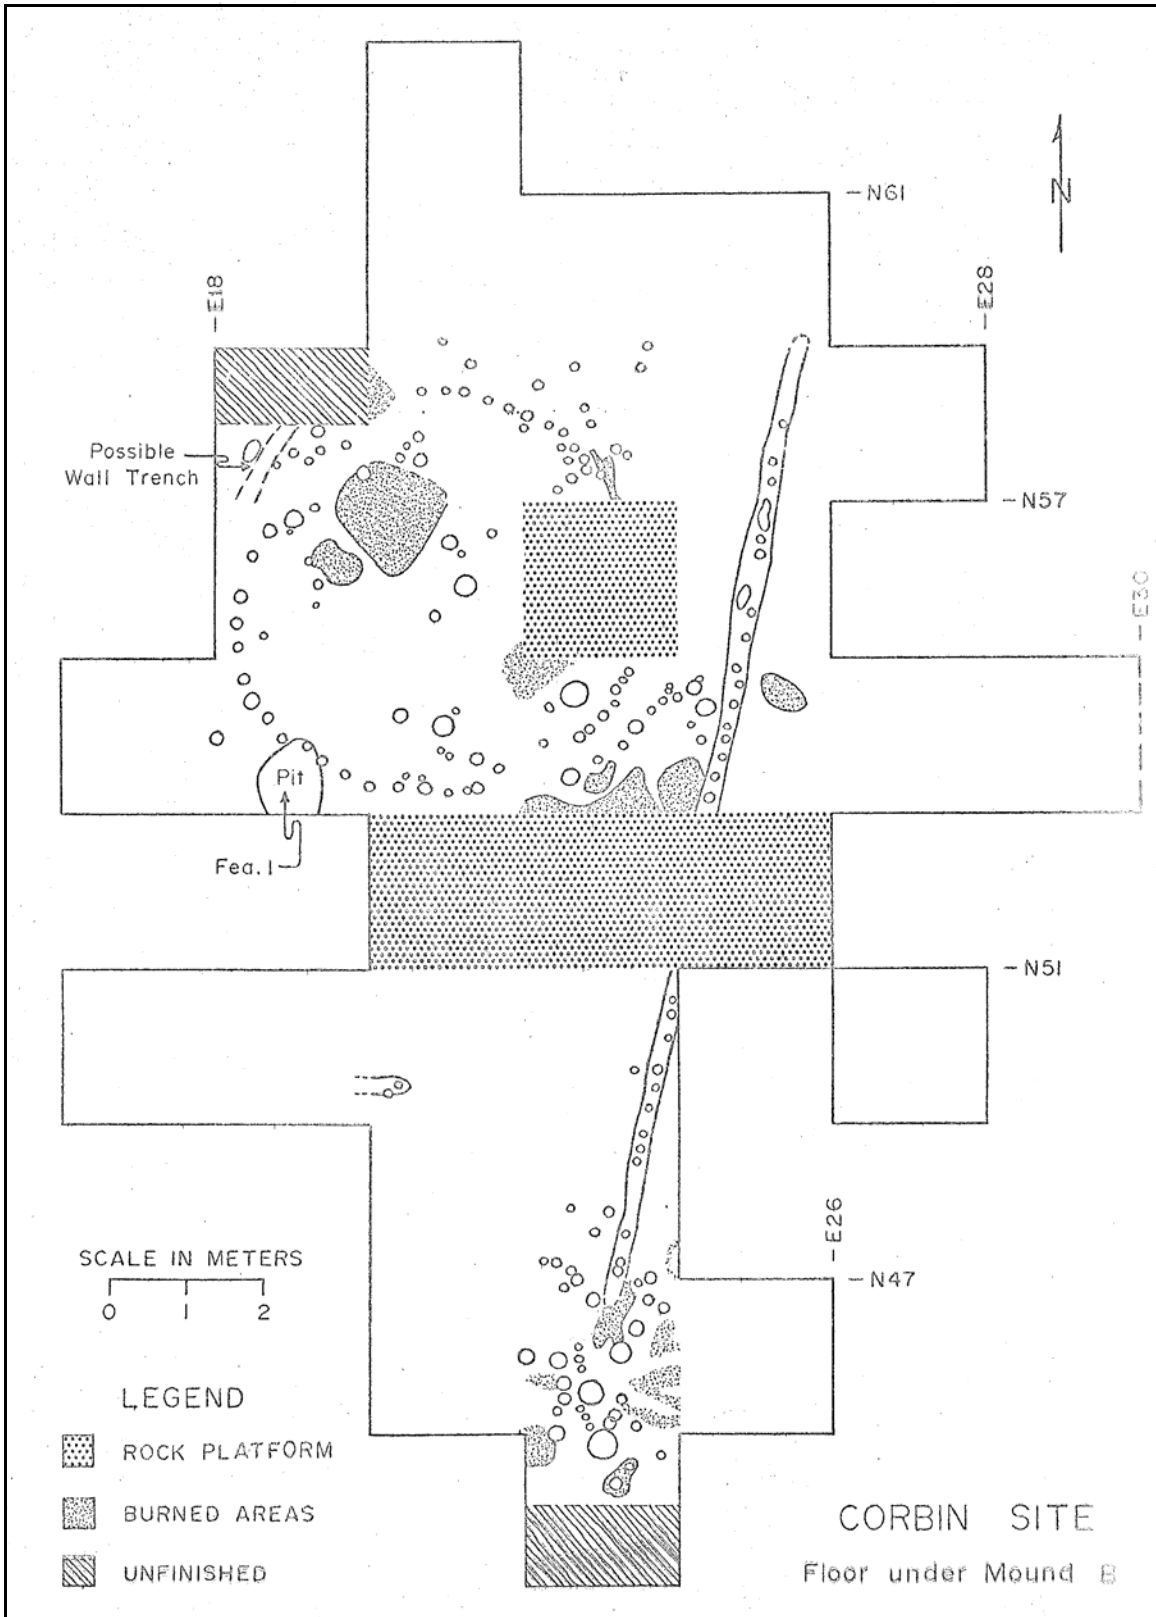 N
-N61
-E18
-E28
Possible
Wall Trench
-N57
-E30
Pit
Fea.1
-N51
-E26
-N47
SCALE IN METERS
0 1 2
LEGEND
ROCK PLATFORM
BURNED AREAS
UNFINISHED
CORBIN SITE
Floor under Mound B